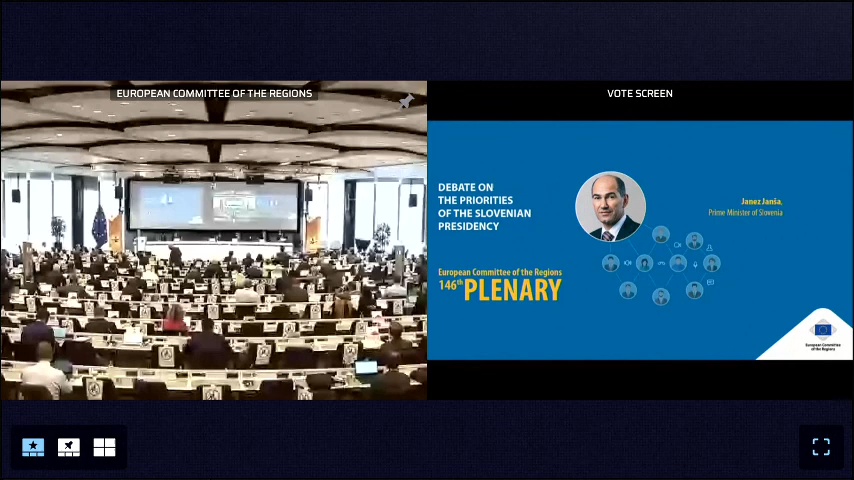 EUROPEAN COMMITTEE OF THE REGIONS
VOTE SCREEN
DEBATE ON
THE PRIORITIES
OF THE SLOVENIAN
PRESIDENCY
Janez Janša,
Prime Minister of Slovenia
European Committee of the Regions
146th PLENARY
European Committee
of the Regions